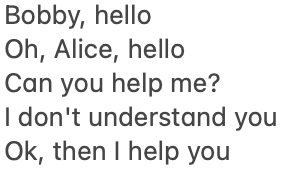 Bobby, hello
Oh, Alice, hello
Can you help me?
I don't understand you
Ok, then I help you